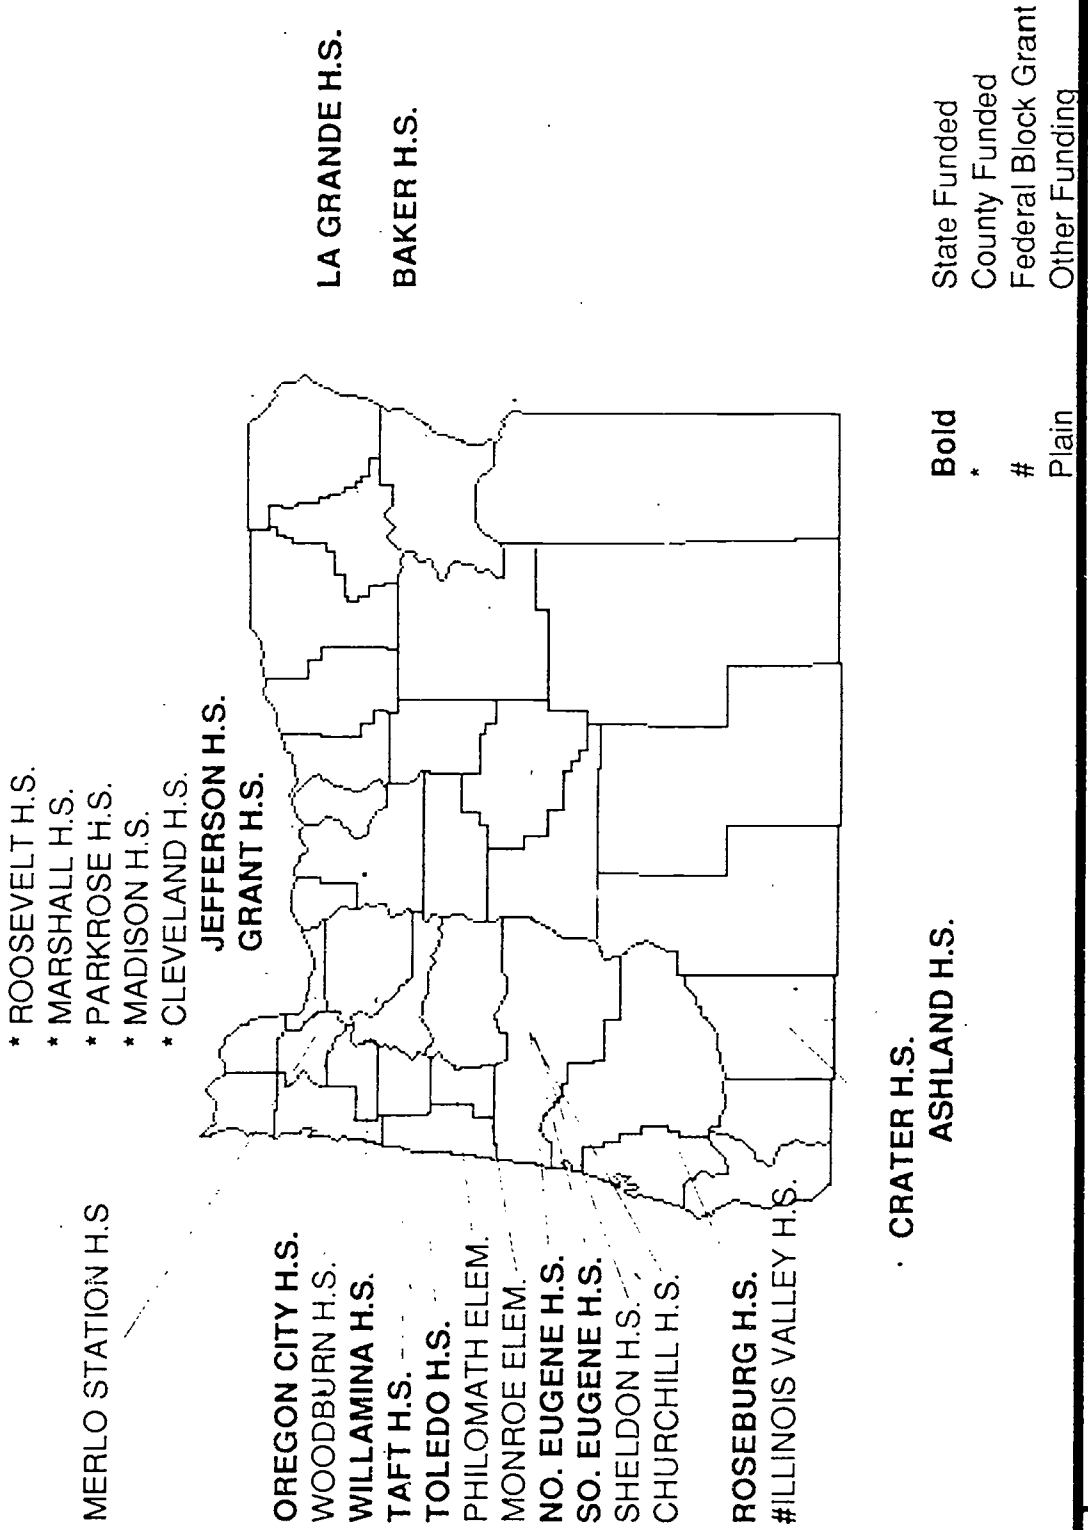 * ROOSEVELT H.S.
* MARSHALL H.S.
* PARKROSE H.S.
* MADISON H.S.
* CLEVELAND H.S.
JEFFERSON H.S.
GRANT H.S.
MERLO STATION H.S
LA GRANDE H.S.
BAKER H.S.
OREGON CITY H.S.
WOODBURN H.S.
WILLAMINA H.S.
TAFT H.S.
TOLEDO H.S.
PHILOMATH ELEM.
MONROE ELEM.
NO. EUGENE H.S.
SO. EUGENE H.S.
SHELDON H.S.
CHURCHILL H.S.
ROSEBURG H.S.
#ILLINOIS VALLEY H.S.
CRATER H.S.
ASHLAND H.S.
Bold State Funded
* County Funded
# Federal Block Grant
Plain Other Funding